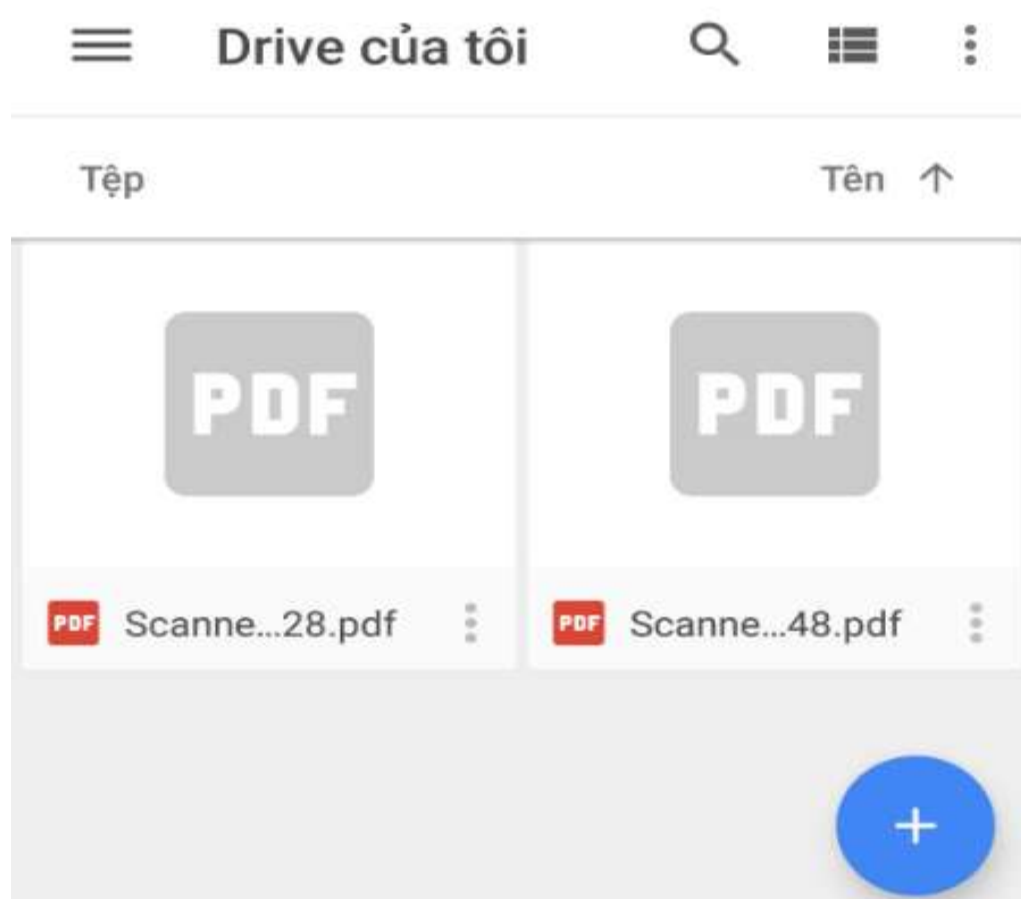 Drive của tôi
Tệp Tên
PDF PDF
PDF Scanne...28.pdf PDF Scanne...48.pdf